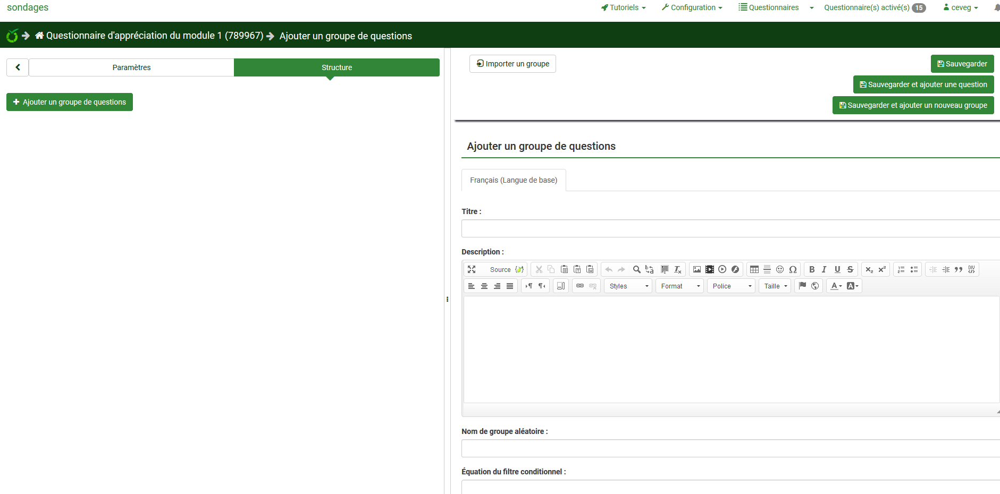 sondages
Tutoriels Configuration Questionnaires Questionnaire(s) activé(s) 15 ceveg
Questionnaire d'appréciation du module 1 (789967) Ajouter un groupe de questions
Paramètres Structure
Ajouter un groupe de questions
Importer un groupe
Sauvegarder
Sauvegarder et ajouter une question
Sauvegarder et ajouter un nouveau groupe
Ajouter un groupe de questions
Français (Langue de base)
Titre :
Description :
Source
Styles Format Police Taille
Nom de groupe aléatoire :
Équation du filtre conditionnel :